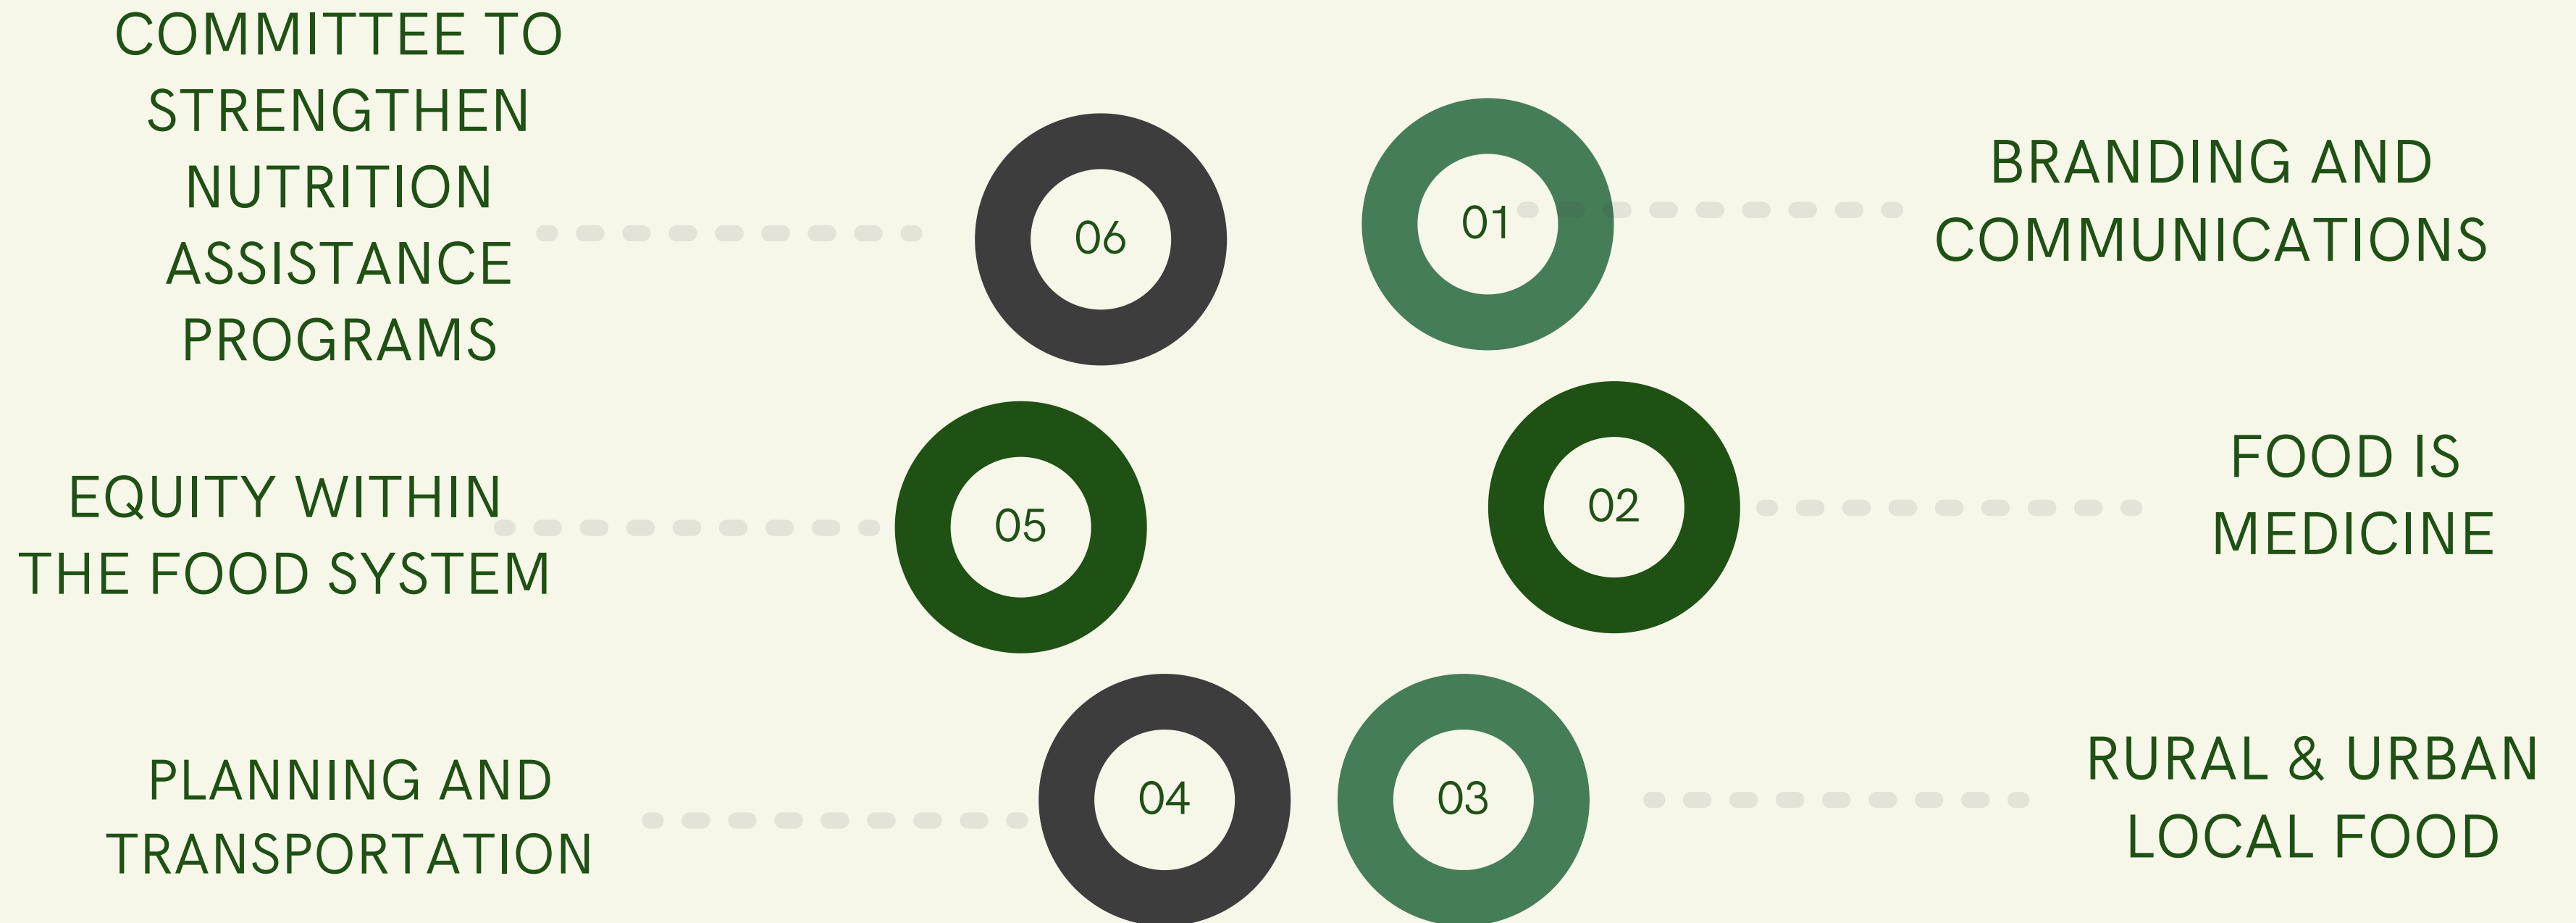 COMMITTEE TO
STRENGTHEN
NUTRITION
ASSISTANCE
PROGRAMS
06
01
BRANDING AND
COMMUNICATIONS
EQUITY WITHIN
THE FOOD SYSTEM
05
02
FOOD IS
MEDICINE
PLANNING AND
TRANSPORTATION
04
03
RURAL & URBAN
LOCAL FOOD